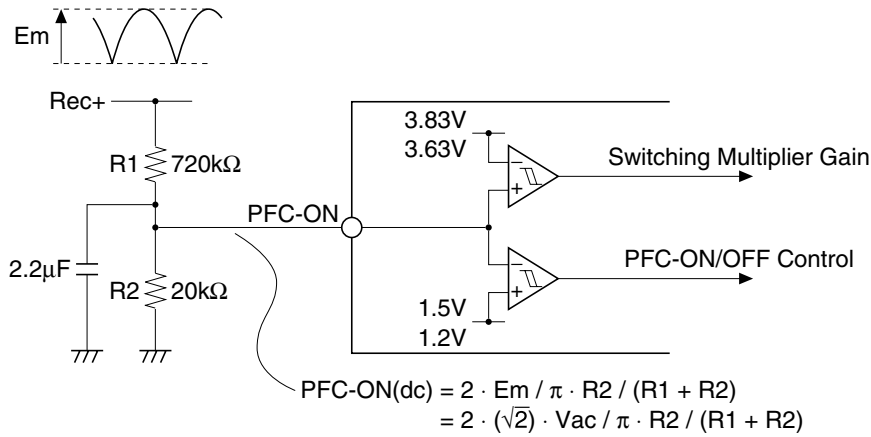 Em
Rec+
R1 720kΩ
2.2μF
R2 20kΩ
PFC-ON
3.83V
3.63V
−
+
Switching Multiplier Gain
−
+
PFC-ON/OFF Control
1.5V
1.2V
PFC-ON(dc) = 2 · Em / π · R2 / (R1 + R2)
= 2 · (√2) · Vac / π · R2 / (R1 + R2)